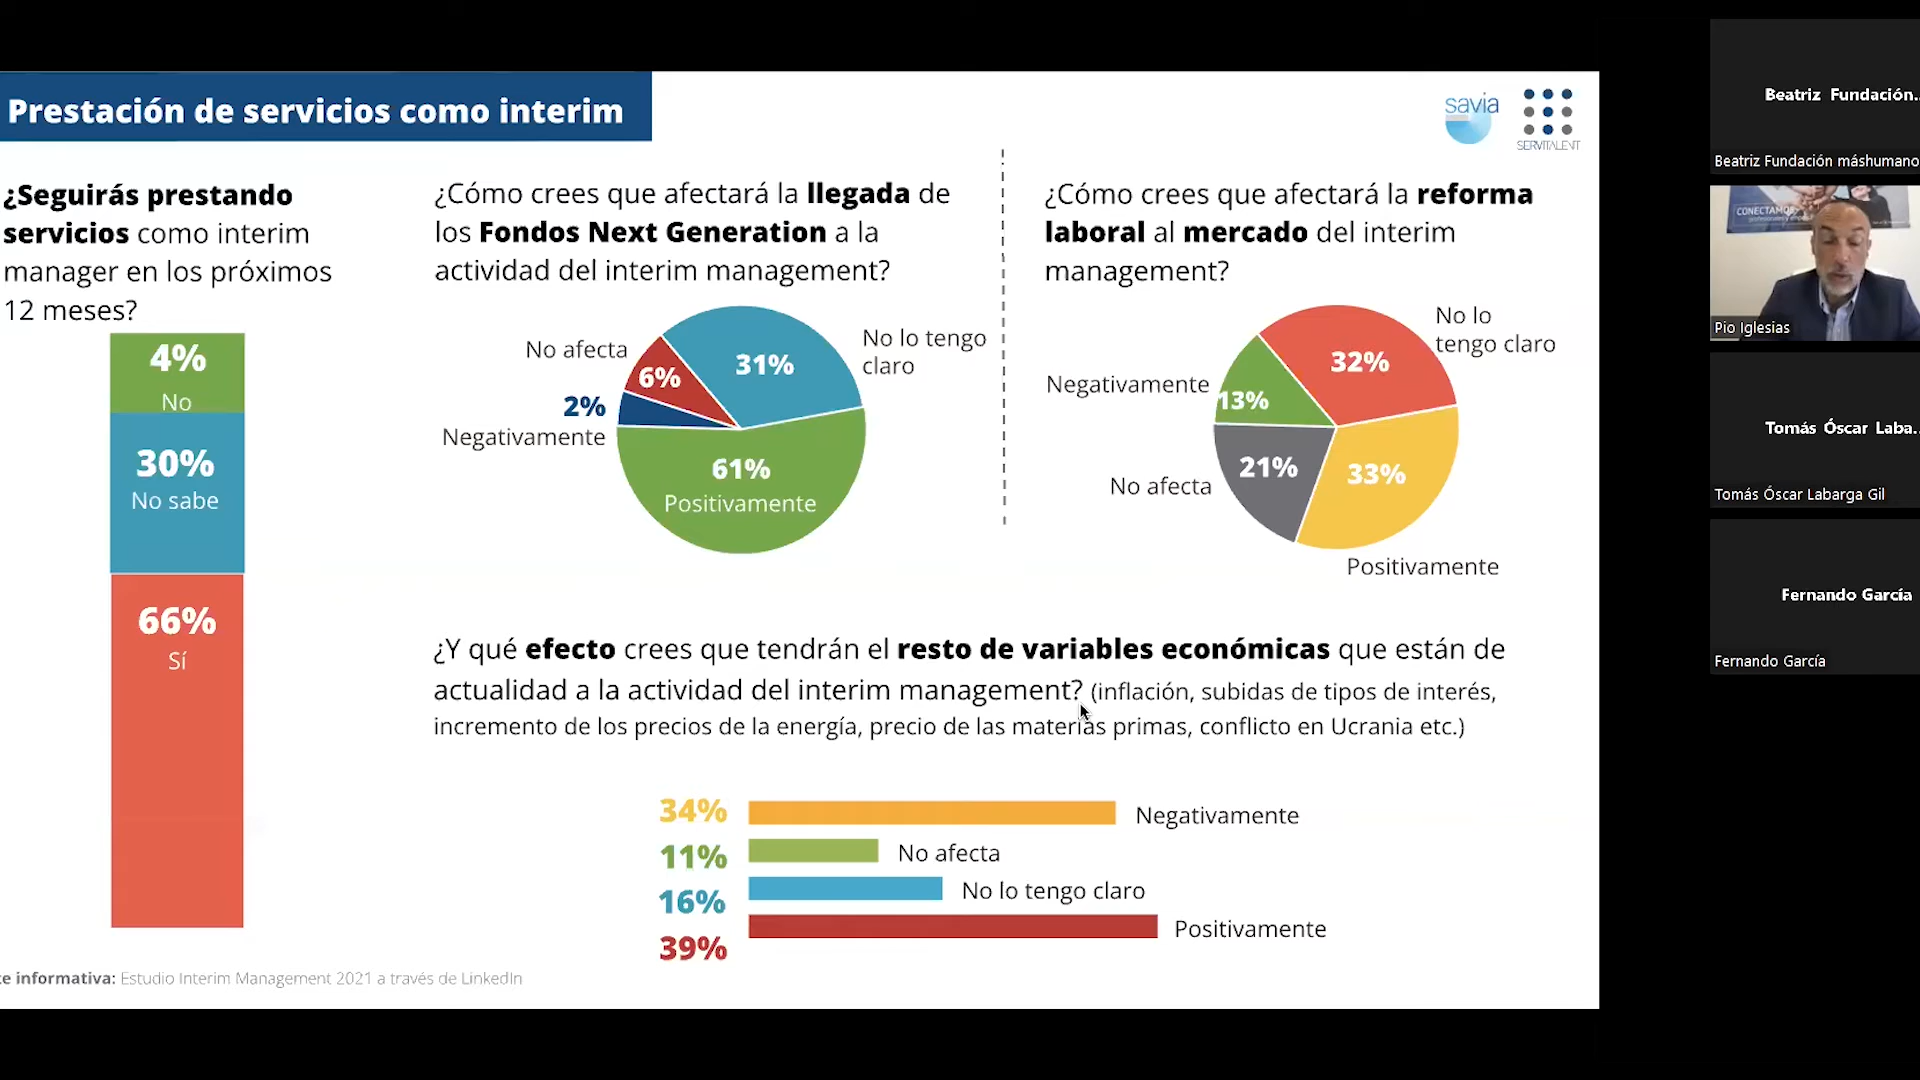 Prestación de servicios como interim
savia
SERVITALENT
¿Seguirás prestando
servicios como interim
manager en los próximos
12 meses?
4%
No
30%
No sabe
66%
Sí
¿Cómo crees que afectará la llegada de
los Fondos Next Generation a la
actividad del interim management?
No afecta
6%
31%
No lo tengo
claro
2%
Negativamente
61%
Positivamente
¿Cómo crees que afectará la reforma
laboral al mercado del interim
management?
No lo
tengo claro
32%
Negativamente
13%
21%
No afecta
33%
Positivamente
¿Y qué efecto crees que tendrán el resto de variables económicas que están de
actualidad a la actividad del interim management? (inflación, subidas de tipos de interés,
incremento de los precios de la energía, precio de las materias primas, conflicto en Ucrania etc.)
34% Negativamente
11% No afecta
16% No lo tengo claro
39% Positivamente
te informativa: Estudio Interim Management 2021 a través de LinkedIn
Beatriz Fundación...
Beatriz Fundación máshumano
CONECTAMOS
Pio Iglesias
Tomás Óscar Laba...
Tomás Óscar Labarga Gil
Fernando García
Fernando García